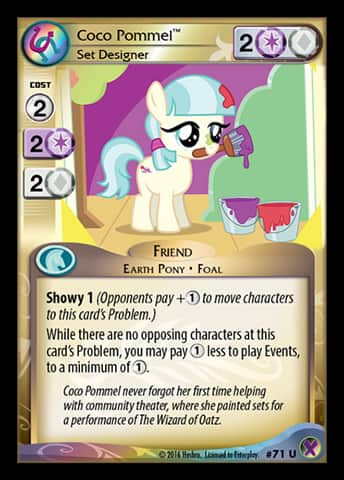 Coco Pommel™
Set Designer
2
COST
2
2
2
FRIEND
EARTH PONY • FOAL
Showy 1 (Opponents pay +① to move characters
to this card's Problem.)
While there are no opposing characters at this
card's Problem, you may pay ① less to play Events,
to a minimum of ①.
Coco Pommel never forgot her first time helping
with community theater, where she painted sets for
a performance of The Wizard of Oatz.
© 2016 Hasbro. Licensed to Enterplay.
#71 U